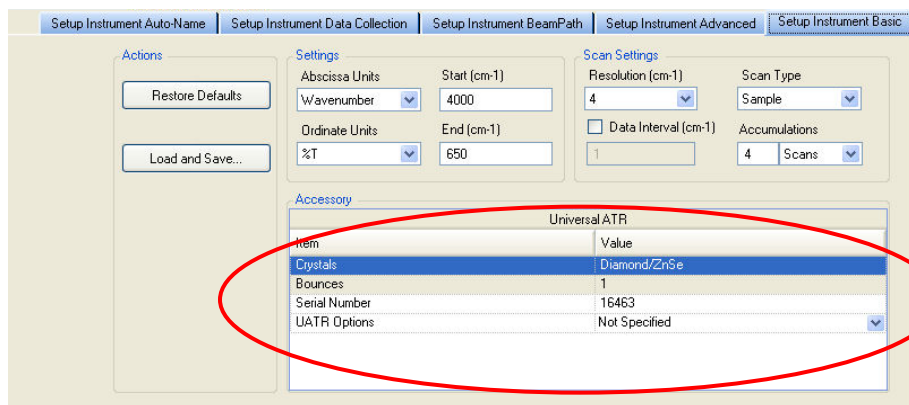 Setup Instrument Auto-Name Setup Instrument Data Collection Setup Instrument BeamPath Setup Instrument Advanced Setup Instrument Basic
Actions
Restore Defaults
Load and Save...
Settings
Abscissa Units Start (cm-1)
Wavenumber 4000
Ordinate Units End (cm-1)
%T 650
Scan Settings
Resolution (cm-1) Scan Type
4 Sample
Data Interval (cm-1) Accumulations
1 4 Scans
Accessory
Universal ATR
Item Value
Crystals Diamond/ZnSe
Bounces 1
Serial Number 16463
UATR Options Not Specified